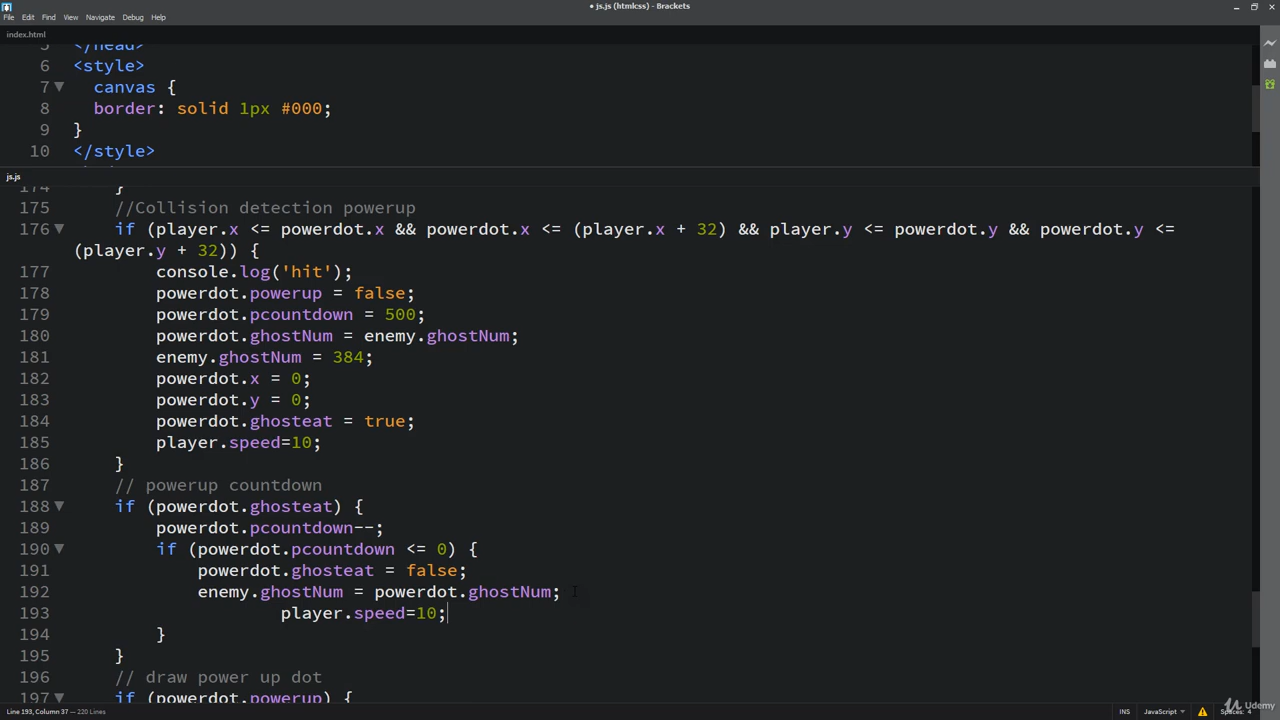 • js.js (htmlcss) - Brackets
File Edit Find View Navigate Debug Help
index.html
5 </head>
6 <style>
7 canvas {
8 border: solid 1px #000;
9 }
10 </style>
js.js
174 }
175 //Collision detection powerup
176 if (player.x <= powerdot.x && powerdot.x <= (player.x + 32) && player.y <= powerdot.y && powerdot.y <=
(player.y + 32)) {
177 console.log('hit');
178 powerdot.powerup = false;
179 powerdot.pcountdown = 500;
180 powerdot.ghostNum = enemy.ghostNum;
181 enemy.ghostNum = 384;
182 powerdot.x = 0;
183 powerdot.y = 0;
184 powerdot.ghosteat = true;
185 player.speed=10;
186 }
187 // powerup countdown
188 if (powerdot.ghosteat) {
189 powerdot.pcountdown--;
190 if (powerdot.pcountdown <= 0) {
191 powerdot.ghosteat = false;
192 enemy.ghostNum = powerdot.ghostNum;
193 player.speed=10;
194 }
195 }
196 // draw power up dot
197 if (powerdot.powerup) {
Line 193, Column 37 — 220 Lines
INS JavaScript Spaces: 4
Udemy